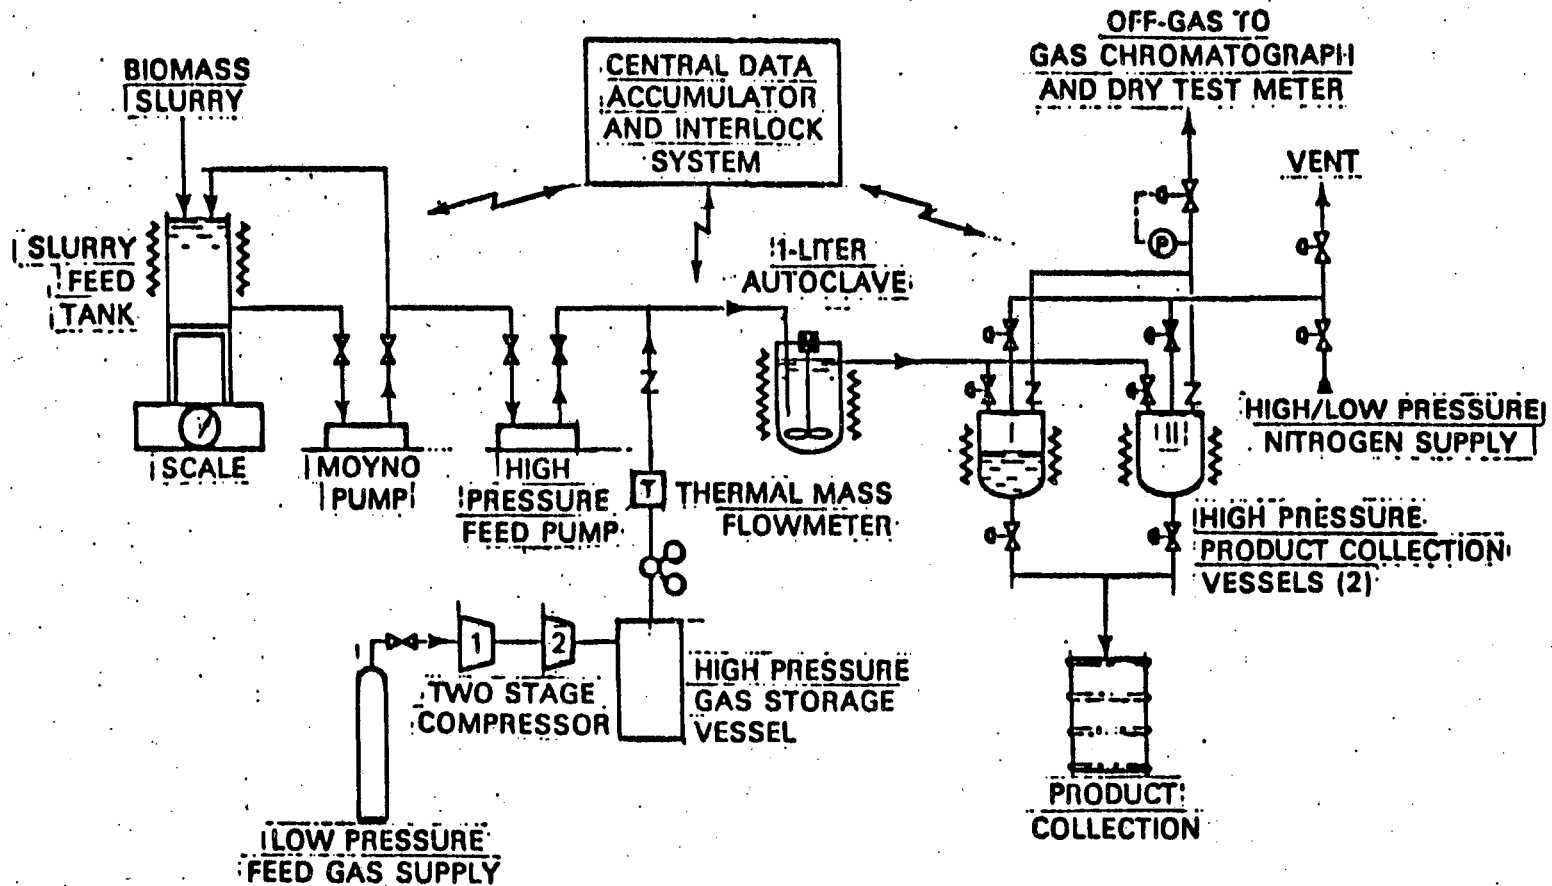 BIOMASS
SLURRY
CENTRAL DATA
ACCUMULATOR
AND INTERLOCK
SYSTEM
OFF-GAS TO
GAS CHROMATOGRAPH
AND DRY TEST METER
VENT
P
SLURRY
FEED
TANK
1-LITER
AUTOCLAVE
SCALE
MOYNO
PUMP
HIGH
PRESSURE
FEED PUMP
T
THERMAL MASS
FLOWMETER
HIGH/LOW PRESSURE
NITROGEN SUPPLY
HIGH PRESSURE
PRODUCT COLLECTION
VESSELS (2)
1
2
TWO STAGE
COMPRESSOR
HIGH PRESSURE
GAS STORAGE
VESSEL
LOW PRESSURE
FEED GAS SUPPLY
PRODUCT
COLLECTION